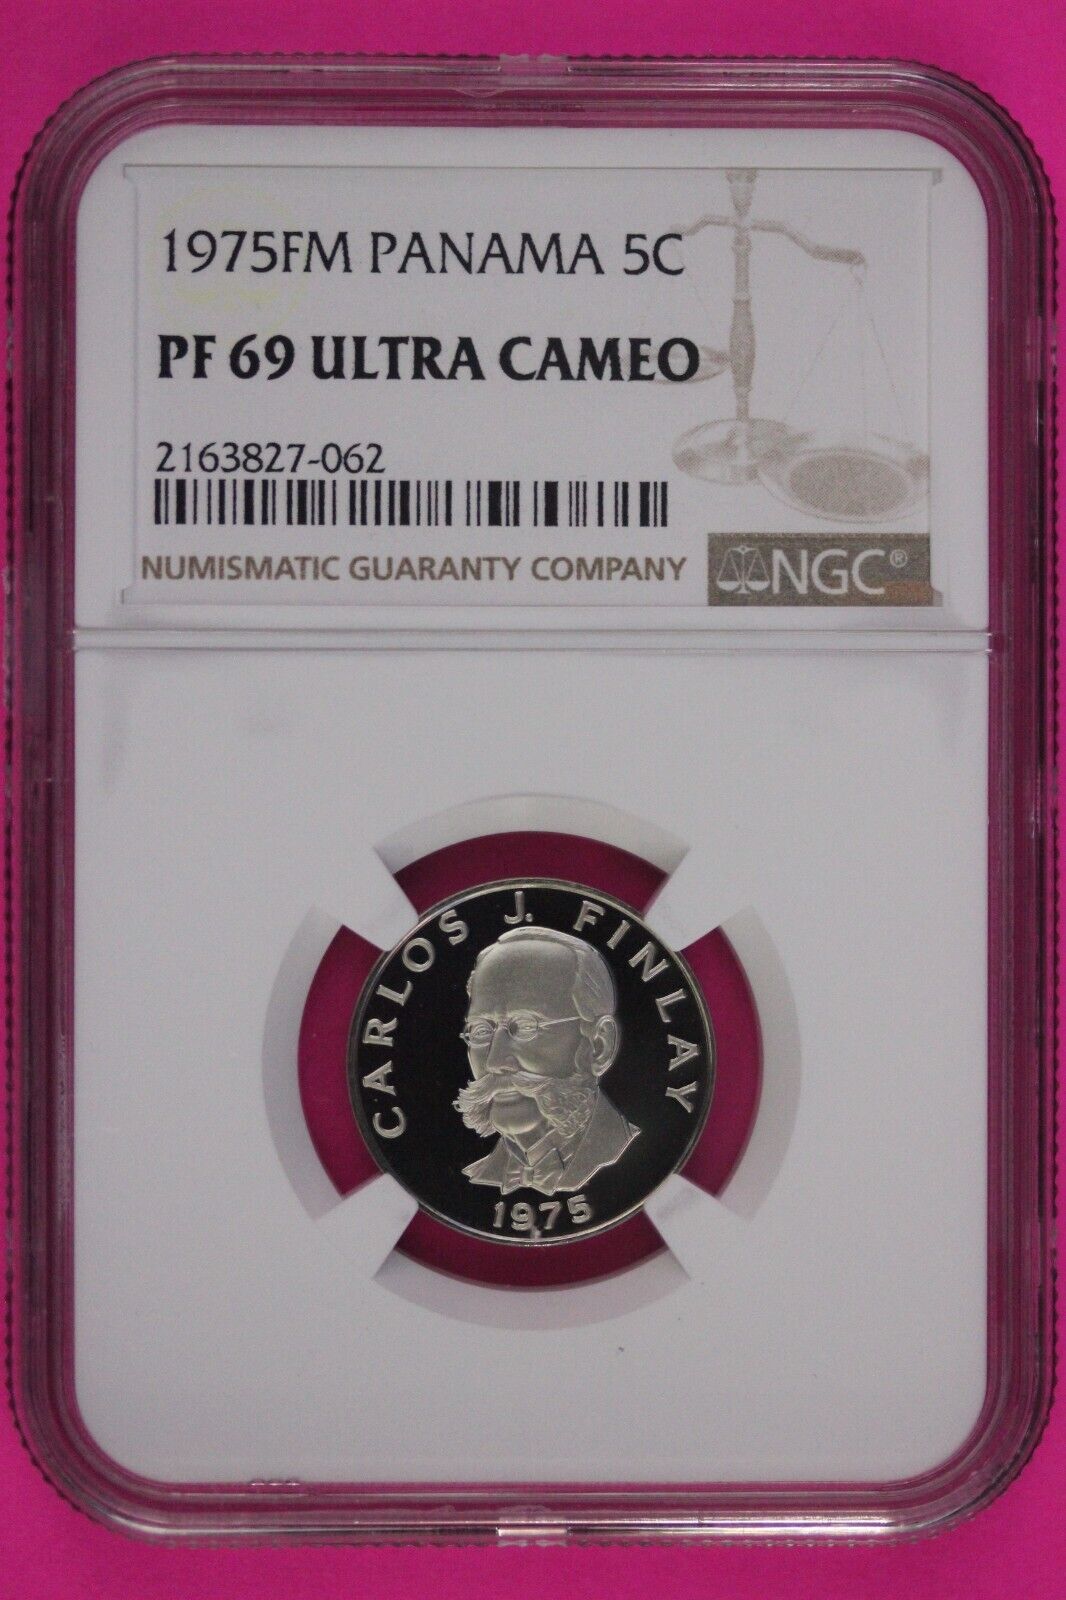 1975FM PANAMA 5C
PF 69 ULTRA CAMEO
2163827-062
NUMISMATIC GUARANTY COMPANY
NGC®
CARLOS J. FINLAY
1975